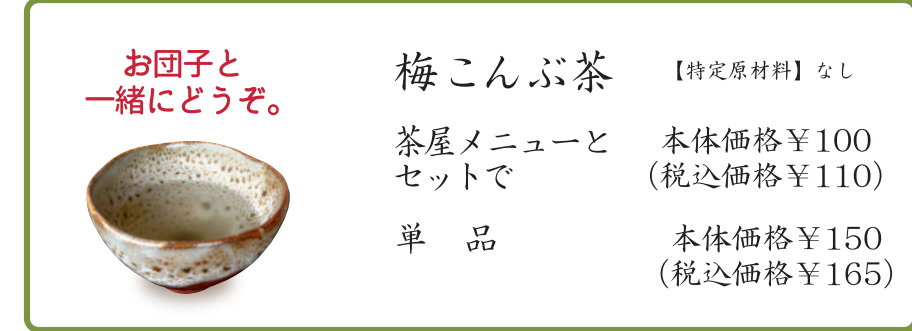 お団子と
一緒にどうぞ。
梅こんぶ茶 【特定原材料】なし
茶屋メニューと
セットで
本体価格￥100
(税込価格￥110)
単 品
本体価格￥150
(税込価格￥165)